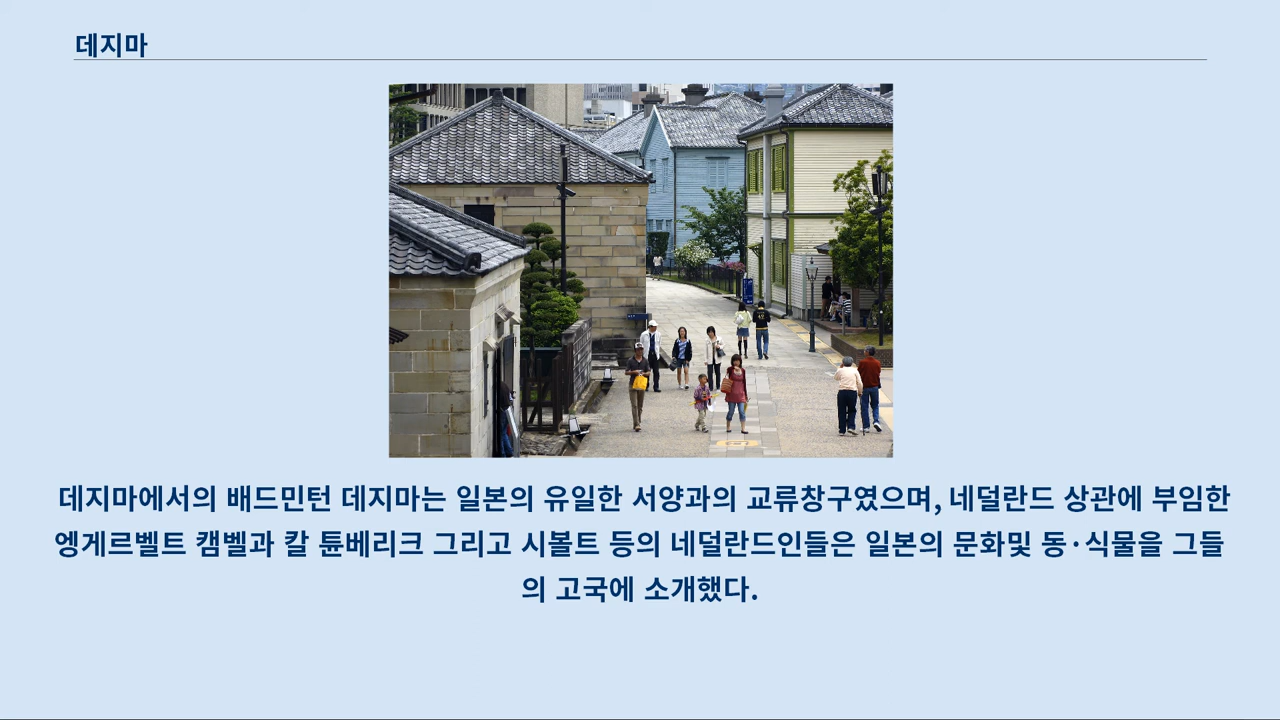 데지마
데지마에서의 배드민턴 데지마는 일본의 유일한 서양과의 교류창구였으며, 네덜란드 상관에 부임한
엥게르벨트 캠벨과 칼 튠베리크 그리고 시볼트 등의 네덜란드인들은 일본의 문화및 동·식물을 그들
의 고국에 소개했다.